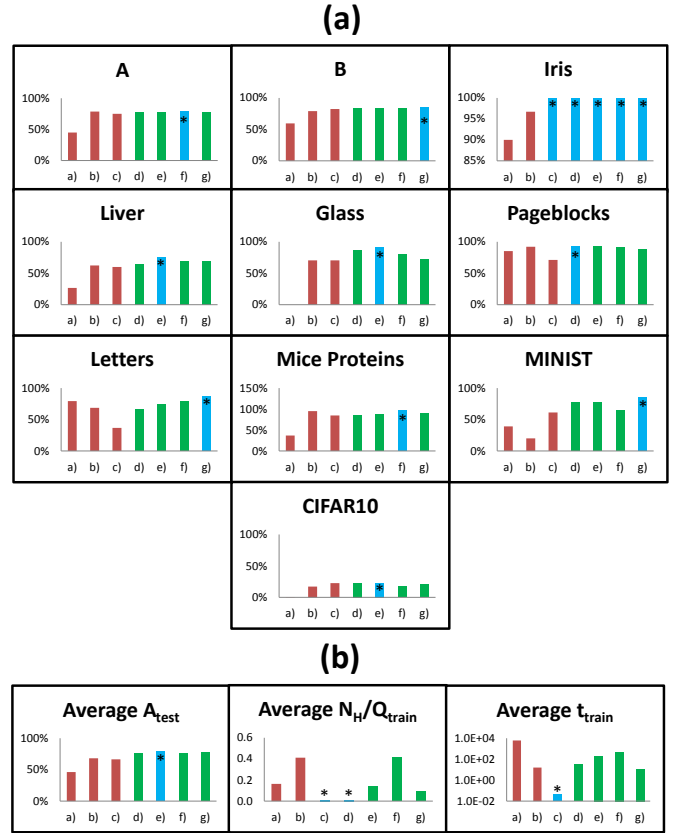 (a)
A
B
Iris
100%
50%
0%
a) b) c) d) e) f) g)
100%
50%
0%
a) b) c) d) e) f) g)
100%
95%
90%
85%
a) b) c) d) e) f) g)
Liver
Glass
Pageblocks
100%
50%
0%
a) b) c) d) e) f) g)
100%
50%
0%
a) b) c) d) e) f) g)
100%
50%
0%
a) b) c) d) e) f) g)
Letters
Mice Proteins
MINIST
100%
50%
0%
a) b) c) d) e) f) g)
150%
100%
50%
0%
a) b) c) d) e) f) g)
100%
50%
0%
a) b) c) d) e) f) g)
CIFAR10
100%
50%
0%
a) b) c) d) e) f) g)
(b)
Average A_test
Average N_H/Q_train
Average t_train
100%
50%
0%
a) b) c) d) e) f) g)
0.6
0.4
0.2
0.0
a) b) c) d) e) f) g)
1.0E+04
1.0E+02
1.0E+00
1.0E-02
a) b) c) d) e) f) g)